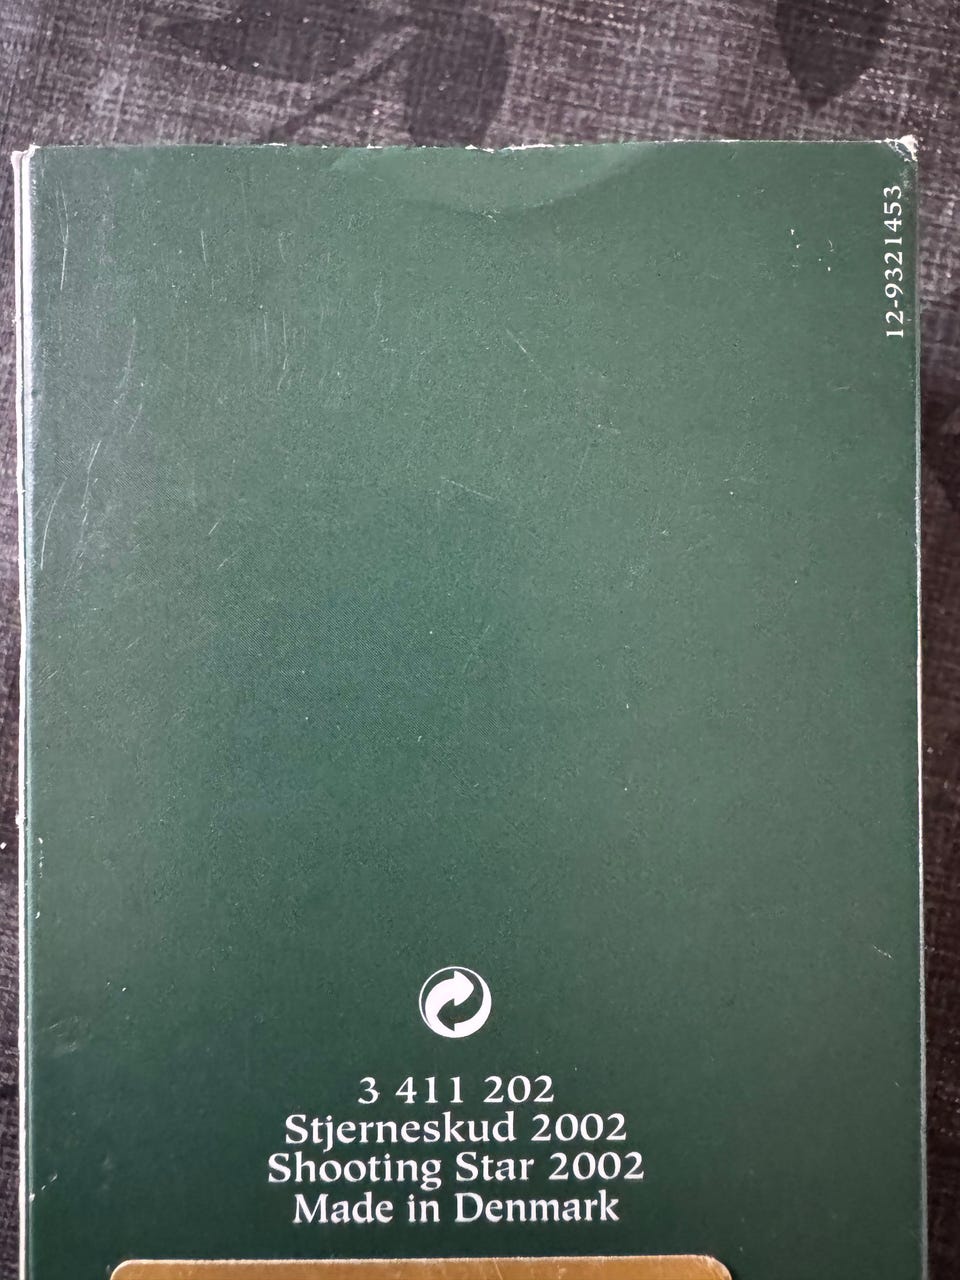 12-9321453
3 411 202
Stjerneskud 2002
Shooting Star 2002
Made in Denmark